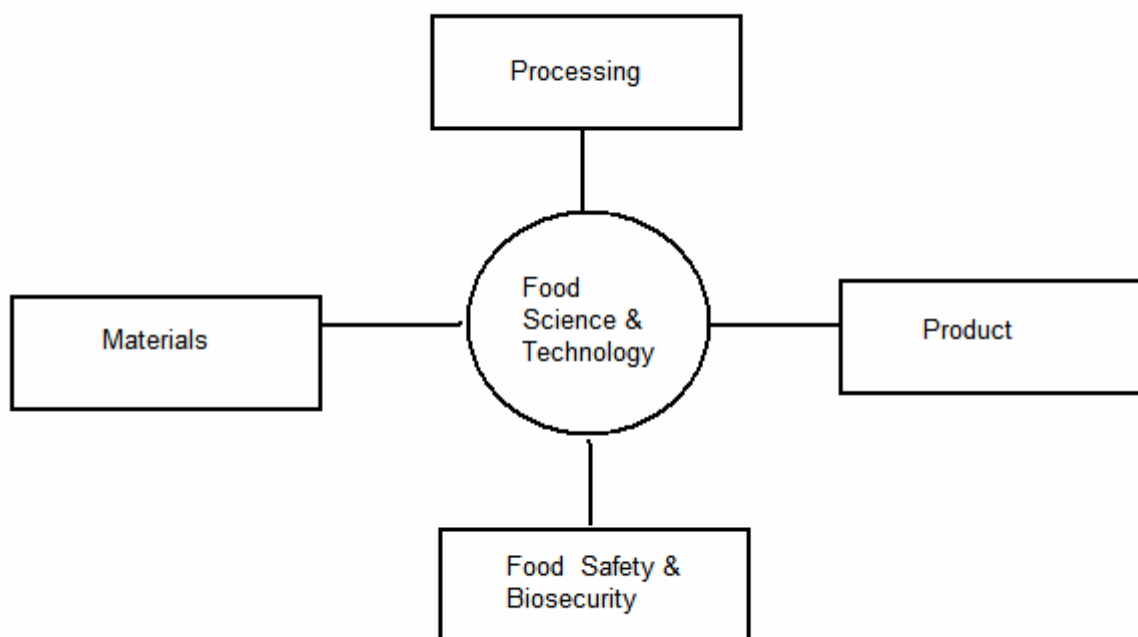 Processing
Food
Science &
Technology
Materials
Product
Food Safety &
Biosecurity